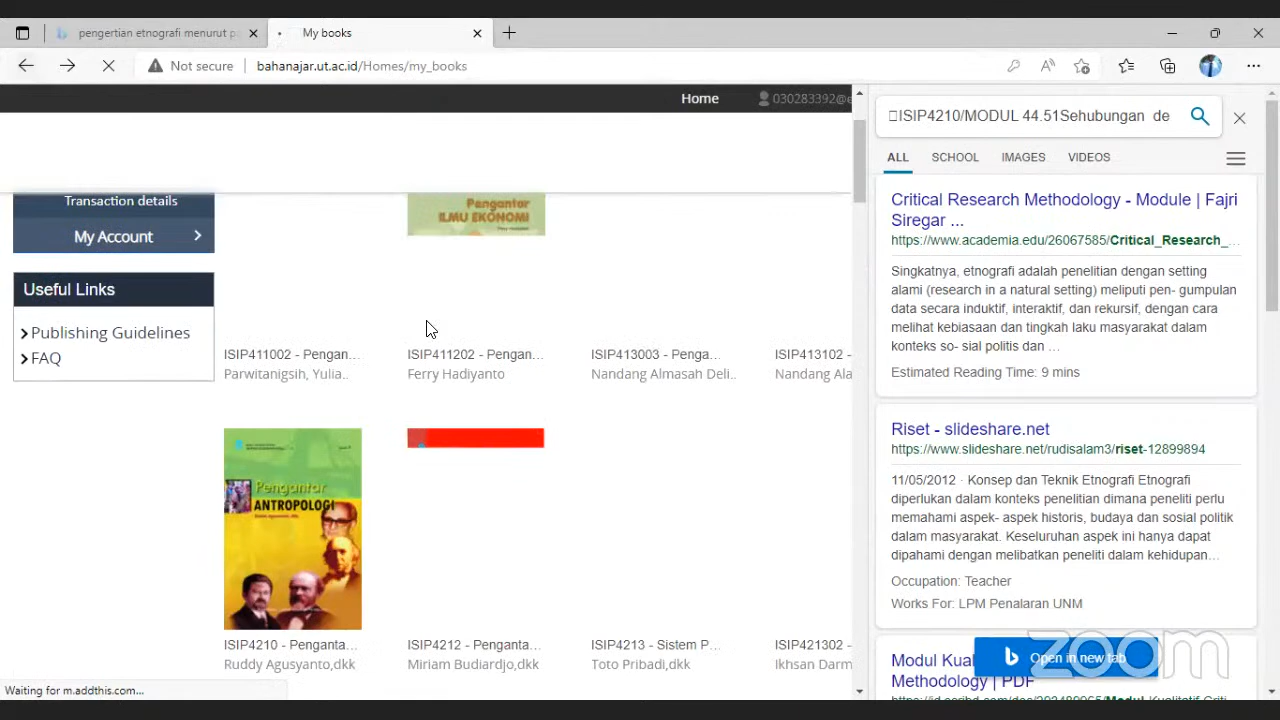 pengertian etnografi menurut p
My books
Not secure
bahanajar.ut.ac.id/Homes/my_books
Home
030283392@e
Transaction details
My Account
Useful Links
Publishing Guidelines
FAQ
Pengantar
ILMU EKONOMI
ISIP411002 - Pengan...
Parwitanigsih, Yulia..
ISIP411202 - Pengan...
Ferry Hadiyanto
ISIP413003 - Penga...
Nandang Almasah Deli..
ISIP413102 -
Nandang Ala
Pengantar
ANTROPOLOGI
ISIP4210 - Penganta...
Ruddy Agusyanto,dkk
ISIP4212 - Penganta...
Miriam Budiardjo,dkk
ISIP4213 - Sistem P...
Toto Pribadi,dkk
ISIP421302 -
Ikhsan Darm
Waiting for m.addthis.com...
ISIP4210/MODUL 44.51Sehubungan de
ALL
SCHOOL
IMAGES
VIDEOS
Critical Research Methodology - Module | Fajri
Siregar ...
https://www.academia.edu/26067585/Critical_Research_...
Singkatnya, etnografi adalah penelitian dengan setting
alami (research in a natural setting) meliputi pen- gumpulan
data secara induktif, interaktif, dan rekursif, dengan cara
melihat kebiasaan dan tingkah laku masyarakat dalam
konteks so- sial politis dan ...
Estimated Reading Time: 9 mins
Riset - slideshare.net
https://www.slideshare.net/rudisalam3/riset-12899894
11/05/2012 · Konsep dan Teknik Etnografi Etnografi
diperlukan dalam konteks penelitian dimana peneliti perlu
memahami aspek- aspek historis, budaya dan sosial politik
dalam masyarakat. Keseluruhan aspek ini hanya dapat
dipahami dengan melibatkan peneliti dalam kehidupan...
Occupation: Teacher
Works For: LPM Penalaran UNM
Modul Kual
Methodology | PDF
Open in new tab
zoom